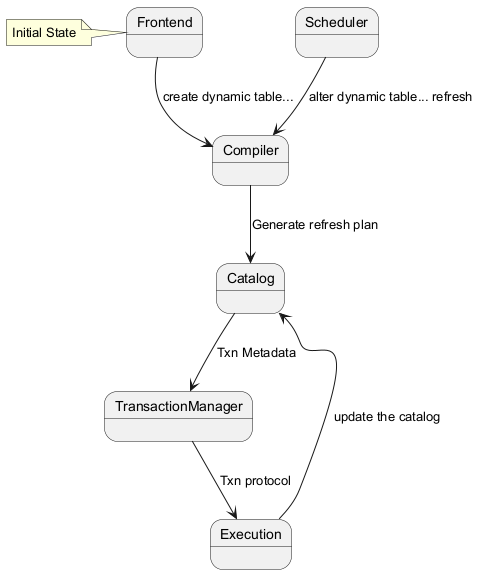 Initial State
Frontend
Scheduler
create dynamic table...
alter dynamic table... refresh
Compiler
Generate refresh plan
Catalog
Txn Metadata
TransactionManager
update the catalog
Txn protocol
Execution